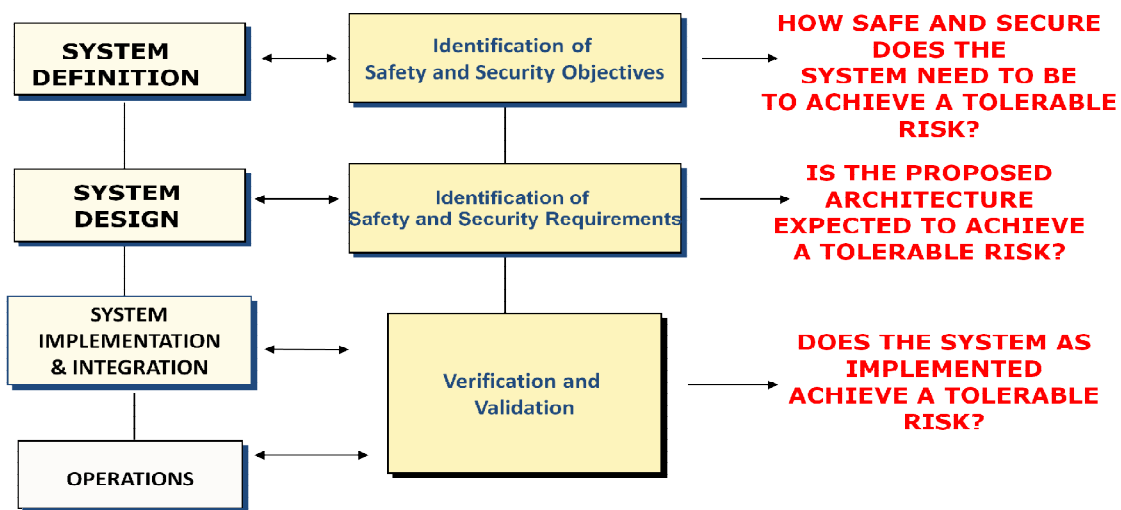 SYSTEM
DEFINITION
Identification of
Safety and Security Objectives
HOW SAFE AND SECURE
DOES THE
SYSTEM NEED TO BE
TO ACHIEVE A TOLERABLE
RISK?
SYSTEM
DESIGN
Identification of
Safety and Security Requirements
IS THE PROPOSED
ARCHITECTURE
EXPECTED TO ACHIEVE
A TOLERABLE RISK?
SYSTEM
IMPLEMENTATION
& INTEGRATION
Verification and
Validation
DOES THE SYSTEM AS
IMPLEMENTED
ACHIEVE A TOLERABLE
RISK?
OPERATIONS